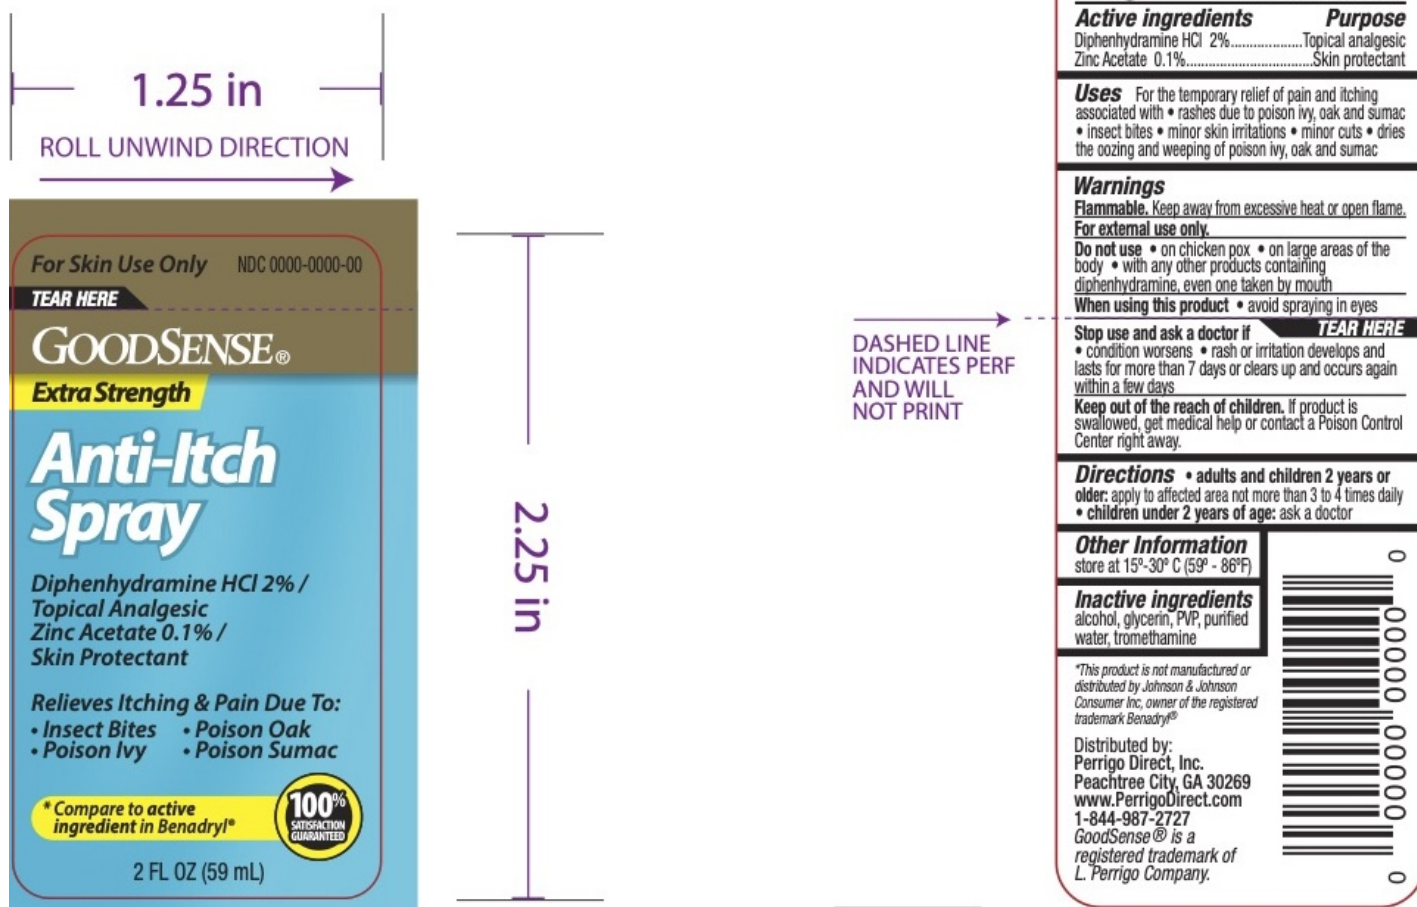 1.25 in
ROLL UNWIND DIRECTION
For Skin Use Only NDC 0000-0000-00
TEAR HERE
GOODSENSE®
Extra Strength
Anti-Itch
Spray
Diphenhydramine HCl 2% /
Topical Analgesic
Zinc Acetate 0.1% /
Skin Protectant
Relieves Itching & Pain Due To:
• Insect Bites • Poison Oak
• Poison Ivy • Poison Sumac
* Compare to active
ingredient in Benadryl®
100%
SATISFACTION
GUARANTEED
2 FL OZ (59 mL)
2.25 in
DASHED LINE
INDICATES PERF
AND WILL
NOT PRINT
Active ingredients Purpose
Diphenhydramine HCl 2%....................Topical analgesic
Zinc Acetate 0.1%..................................Skin protectant
Uses For the temporary relief of pain and itching
associated with • rashes due to poison ivy, oak and sumac
• insect bites • minor skin irritations • minor cuts • dries
the oozing and weeping of poison ivy, oak and sumac
Warnings
Flammable. Keep away from excessive heat or open flame.
For external use only.
Do not use • on chicken pox • on large areas of the
body • with any other products containing
diphenhydramine, even one taken by mouth
When using this product • avoid spraying in eyes
Stop use and ask a doctor if TEAR HERE
• condition worsens • rash or irritation develops and
lasts for more than 7 days or clears up and occurs again
within a few days
Keep out of the reach of children. If product is
swallowed, get medical help or contact a Poison Control
Center right away.
Directions • adults and children 2 years or
older: apply to affected area not more than 3 to 4 times daily
• children under 2 years of age: ask a doctor
Other Information
store at 15º-30º C (59º - 86ºF)
Inactive ingredients
alcohol, glycerin, PVP, purified
water, tromethamine
*This product is not manufactured or
distributed by Johnson & Johnson
Consumer Inc, owner of the registered
trademark Benadryl®
Distributed by:
Perrigo Direct, Inc.
Peachtree City, GA 30269
www.PerrigoDirect.com
1-844-987-2727
GoodSense® is a
registered trademark of
L. Perrigo Company.
0 00000 00000 0